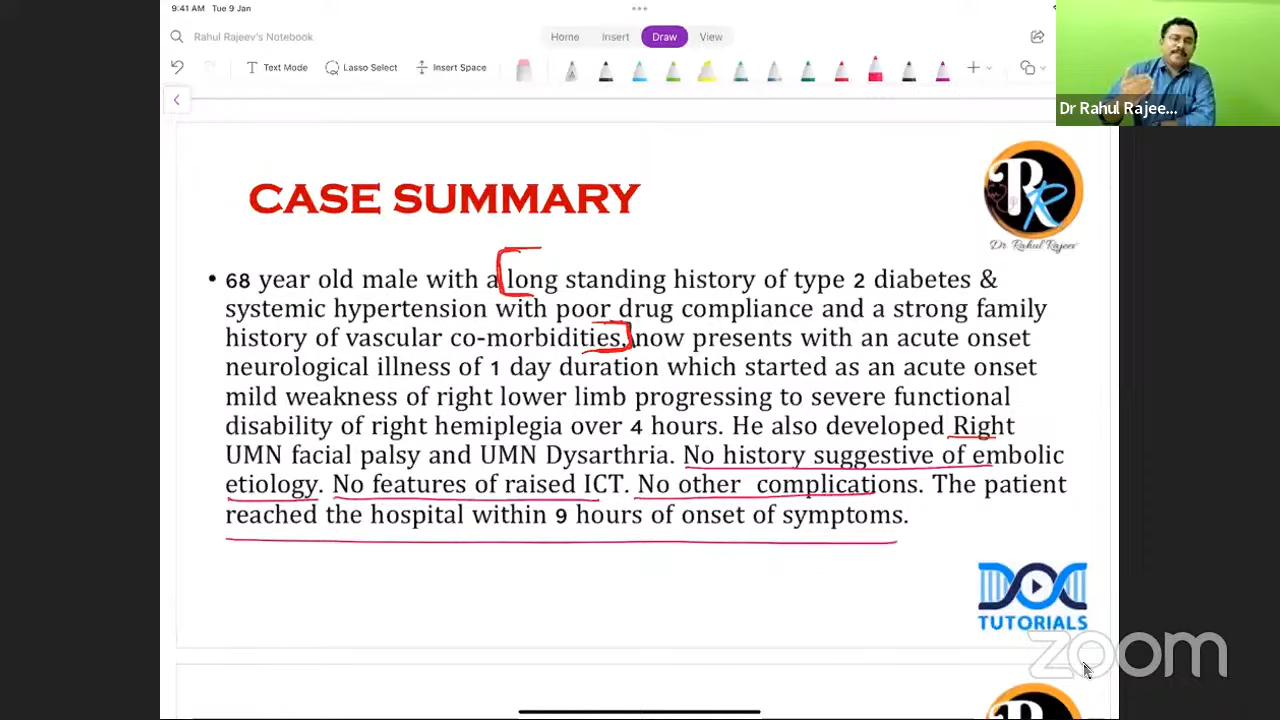 9:41 AM Tue 9 Jan
Rahul Rajeev's Notebook
Home Insert Draw View
Text Mode Lasso Select Insert Space
Dr Rahul Rajee...
CASE SUMMARY
RR
Dr Rahul Rajeev
• 68 year old male with a long standing history of type 2 diabetes &
systemic hypertension with poor drug compliance and a strong family
history of vascular co-morbidities, now presents with an acute onset
neurological illness of 1 day duration which started as an acute onset
mild weakness of right lower limb progressing to severe functional
disability of right hemiplegia over 4 hours. He also developed Right
UMN facial palsy and UMN Dysarthria. No history suggestive of embolic
etiology. No features of raised ICT. No other complications. The patient
reached the hospital within 9 hours of onset of symptoms.
DOC
TUTORIALS
zoom